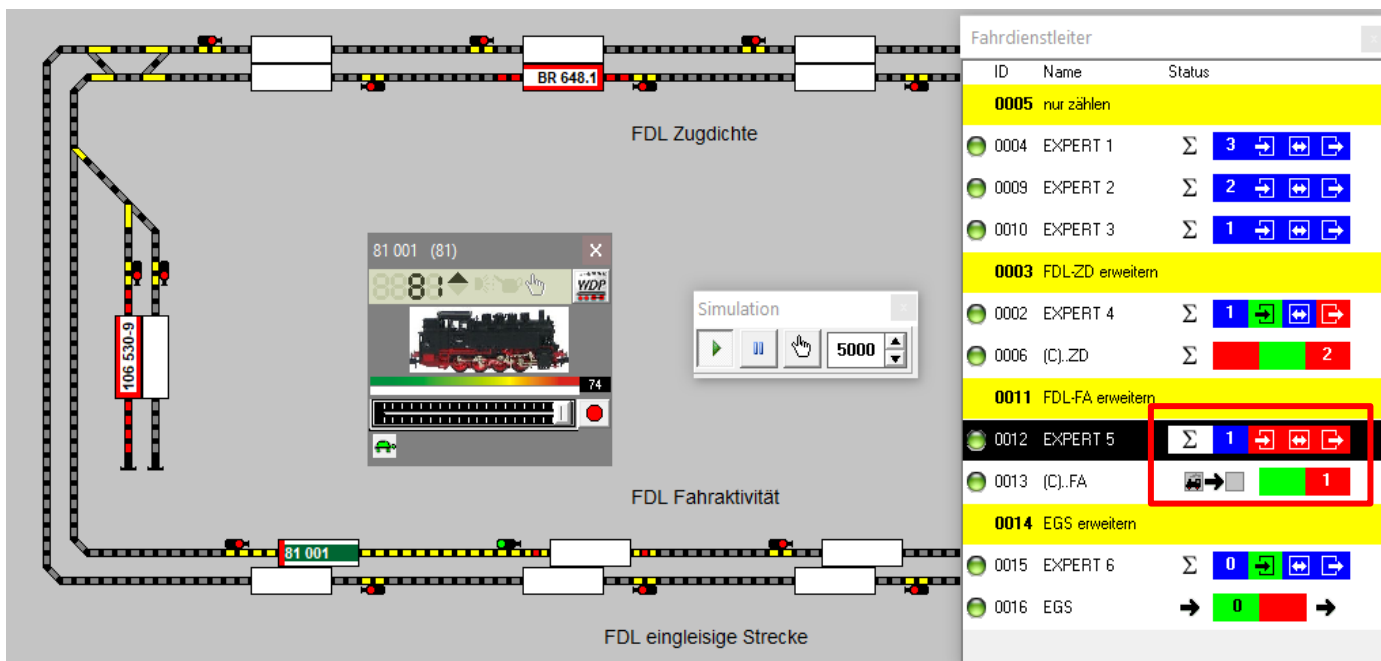 BR 648.1
FDL Zugdichte
106 530-9
81 001 (81)
81
WDP
74
Simulation
5000
FDL Fahraktivität
81 001
FDL eingleisige Strecke
Fahrdienstleiter
ID Name Status
0005 nur zählen
0004 EXPERT 1 Σ 3
0009 EXPERT 2 Σ 2
0010 EXPERT 3 Σ 1
0003 FDL-ZD erweitern
0002 EXPERT 4 Σ 1
0006 (C)..ZD Σ 2
0011 FDL-FA erweitern
0012 EXPERT 5 Σ 1
0013 (C)..FA 1
0014 EGS erweitern
0015 EXPERT 6 Σ 0
0016 EGS 0